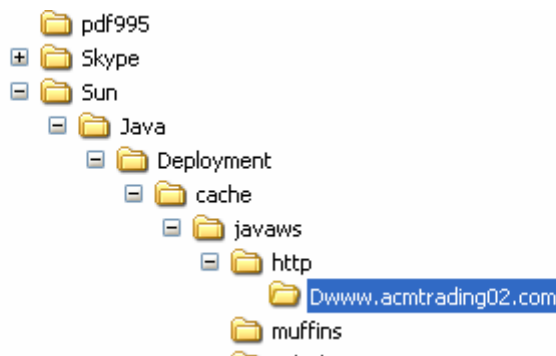 pdf995
Skype
Sun
Java
Deployment
cache
javaws
http
Dwww.acmtrading02.com
muffins